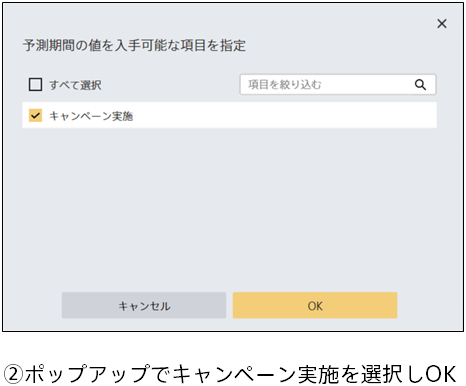 予測期間の値を入手可能な項目を指定
すべて選択
項目を絞り込む
キャンペーン実施
キャンセル
OK
②ポップアップでキャンペーン実施を選択しOK